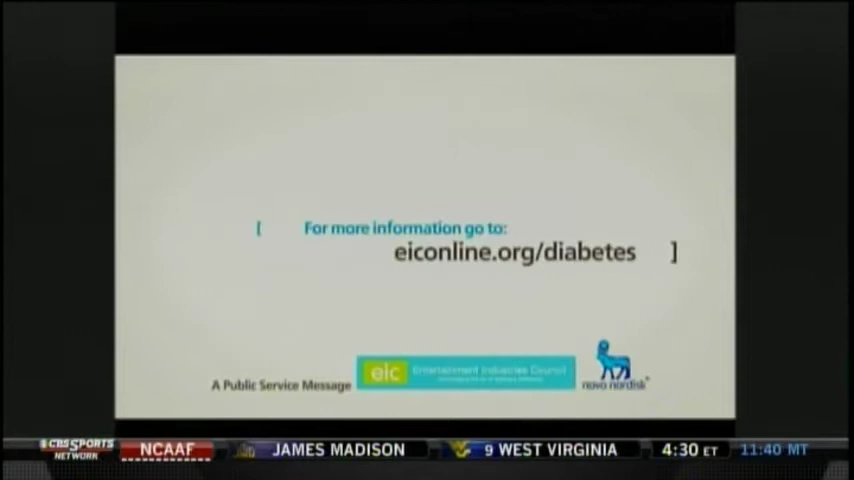 [ For more information go to:
eiconline.org/diabetes ]
A Public Service Message
eic Entertainment Industries Council
novo nordisk
CBS SPORTS NETWORK NCAAF JAMES MADISON 9 WEST VIRGINIA 4:30 ET 11:40 MT